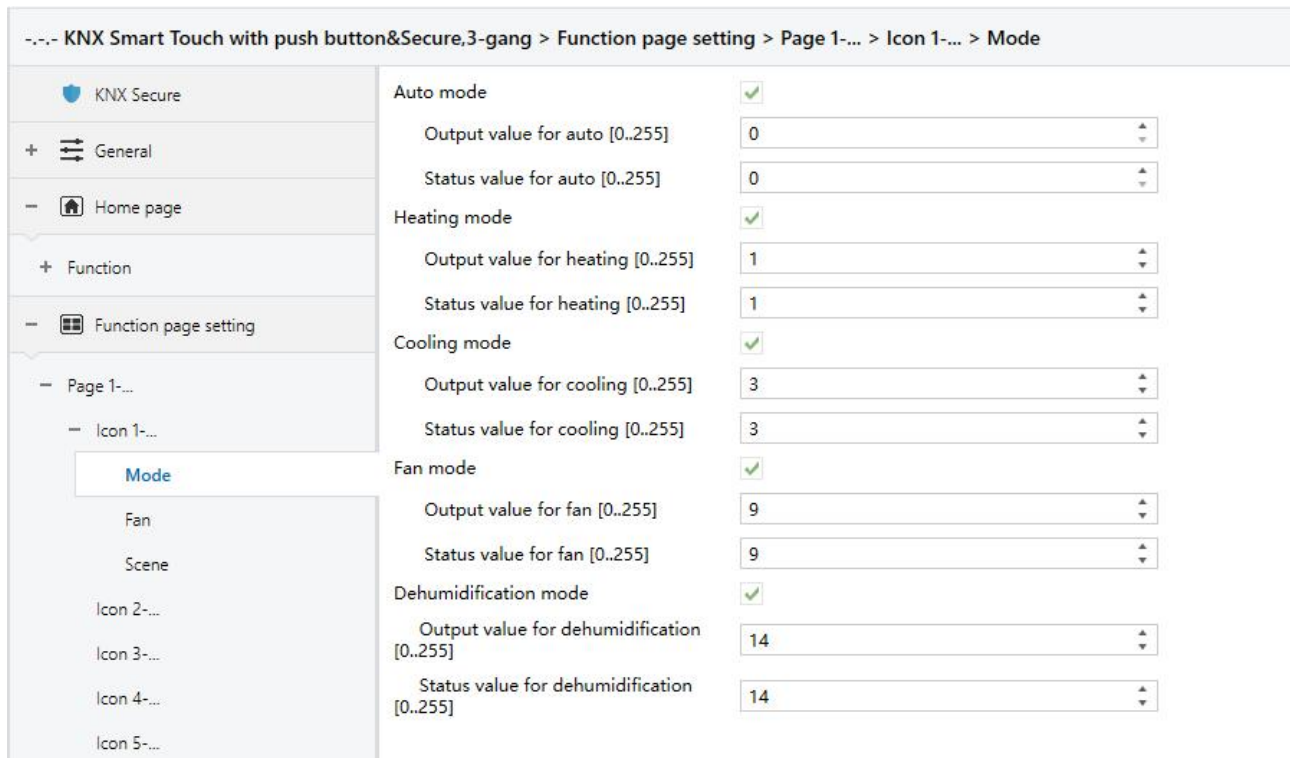 -.-.- KNX Smart Touch with push button&Secure,3-gang > Function page setting > Page 1-... > Icon 1-... > Mode
KNX Secure
+ General
− Home page
+ Function
− Function page setting
− Page 1-...
− Icon 1-...
Mode
Fan
Scene
Icon 2-...
Icon 3-...
Icon 4-...
Icon 5-...
Auto mode
Output value for auto [0..255] 0
Status value for auto [0..255] 0
Heating mode
Output value for heating [0..255] 1
Status value for heating [0..255] 1
Cooling mode
Output value for cooling [0..255] 3
Status value for cooling [0..255] 3
Fan mode
Output value for fan [0..255] 9
Status value for fan [0..255] 9
Dehumidification mode
Output value for dehumidification
[0..255] 14
Status value for dehumidification
[0..255] 14